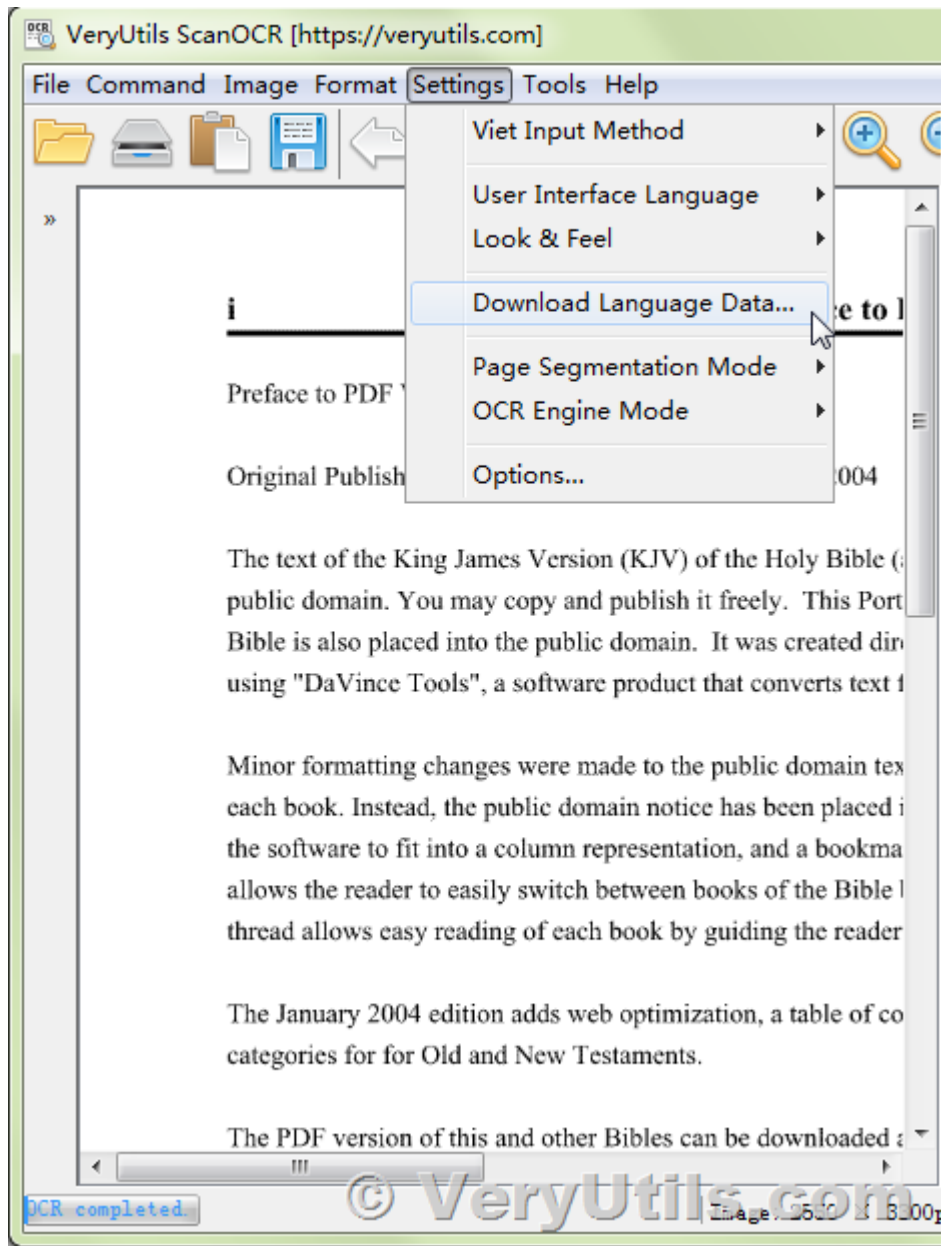 VeryUtils ScanOCR [https://veryutils.com]
File Command Image Format Settings Tools Help
Viet Input Method
User Interface Language
Look & Feel
Download Language Data...
Page Segmentation Mode
OCR Engine Mode
Options...
»
i e to
Preface to PDF
Original Publish 004
The text of the King James Version (KJV) of the Holy Bible (
public domain. You may copy and publish it freely. This Port
Bible is also placed into the public domain. It was created dir
using "DaVince Tools", a software product that converts text f
Minor formatting changes were made to the public domain tex
each book. Instead, the public domain notice has been placed i
the software to fit into a column representation, and a bookma
allows the reader to easily switch between books of the Bible
thread allows easy reading of each book by guiding the reader
The January 2004 edition adds web optimization, a table of co
categories for for Old and New Testaments.
The PDF version of this and other Bibles can be downloaded a
OCR completed.
Image: 2550 X 3300p
© VeryUtils.com